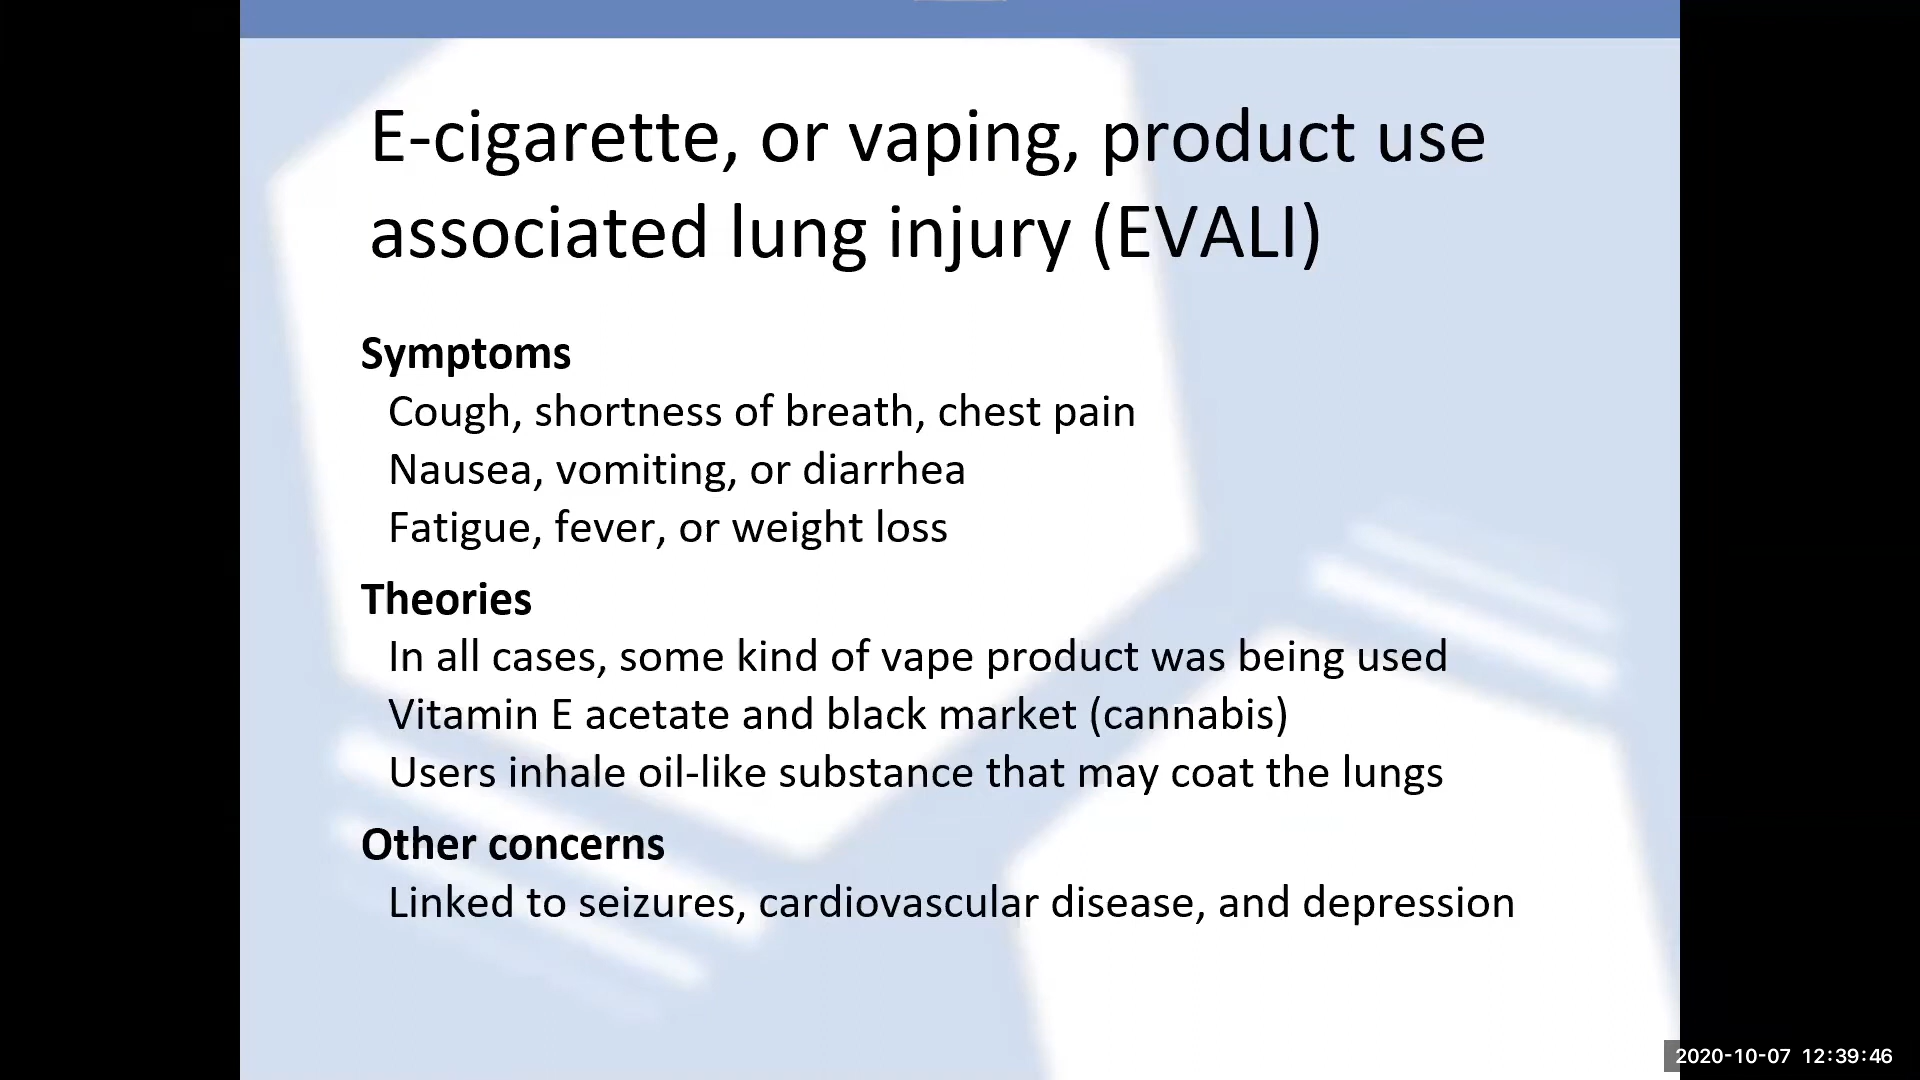 E-cigarette, or vaping, product use
associated lung injury (EVALI)
Symptoms
Cough, shortness of breath, chest pain
Nausea, vomiting, or diarrhea
Fatigue, fever, or weight loss
Theories
In all cases, some kind of vape product was being used
Vitamin E acetate and black market (cannabis)
Users inhale oil-like substance that may coat the lungs
Other concerns
Linked to seizures, cardiovascular disease, and depression
2020-10-07 12:39:46